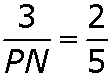 3/PN = 2/5